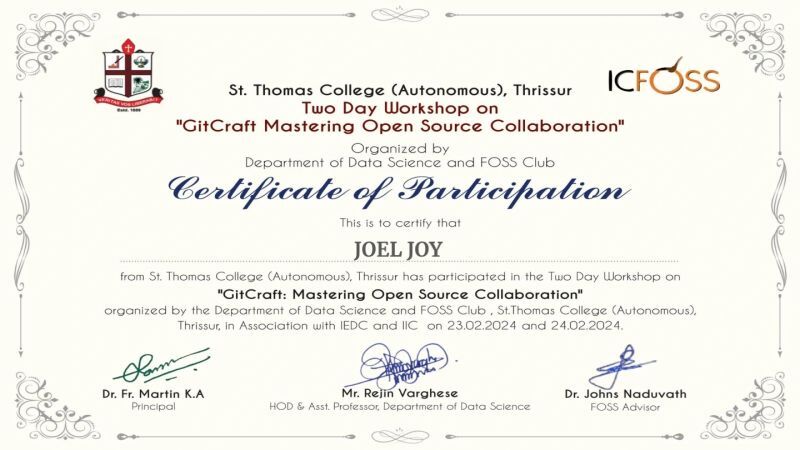 VERITAS VOS LIBERABIT
Estd. 1889
ICFOSS
St. Thomas College (Autonomous), Thrissur
Two Day Workshop on
"GitCraft Mastering Open Source Collaboration"
Organized by
Department of Data Science and FOSS Club
Certificate of Participation
This is to certify that
JOEL JOY
from St. Thomas College (Autonomous), Thrissur has participated in the Two Day Workshop on
"GitCraft: Mastering Open Source Collaboration"
organized by the Department of Data Science and FOSS Club , St.Thomas College (Autonomous),
Thrissur, in Association with IEDC and IIC on 23.02.2024 and 24.02.2024.
Dr. Fr. Martin K.A
Principal
Mr. Rejin Varghese
HOD & Asst. Professor, Department of Data Science
Dr. Johns Naduvath
FOSS Advisor